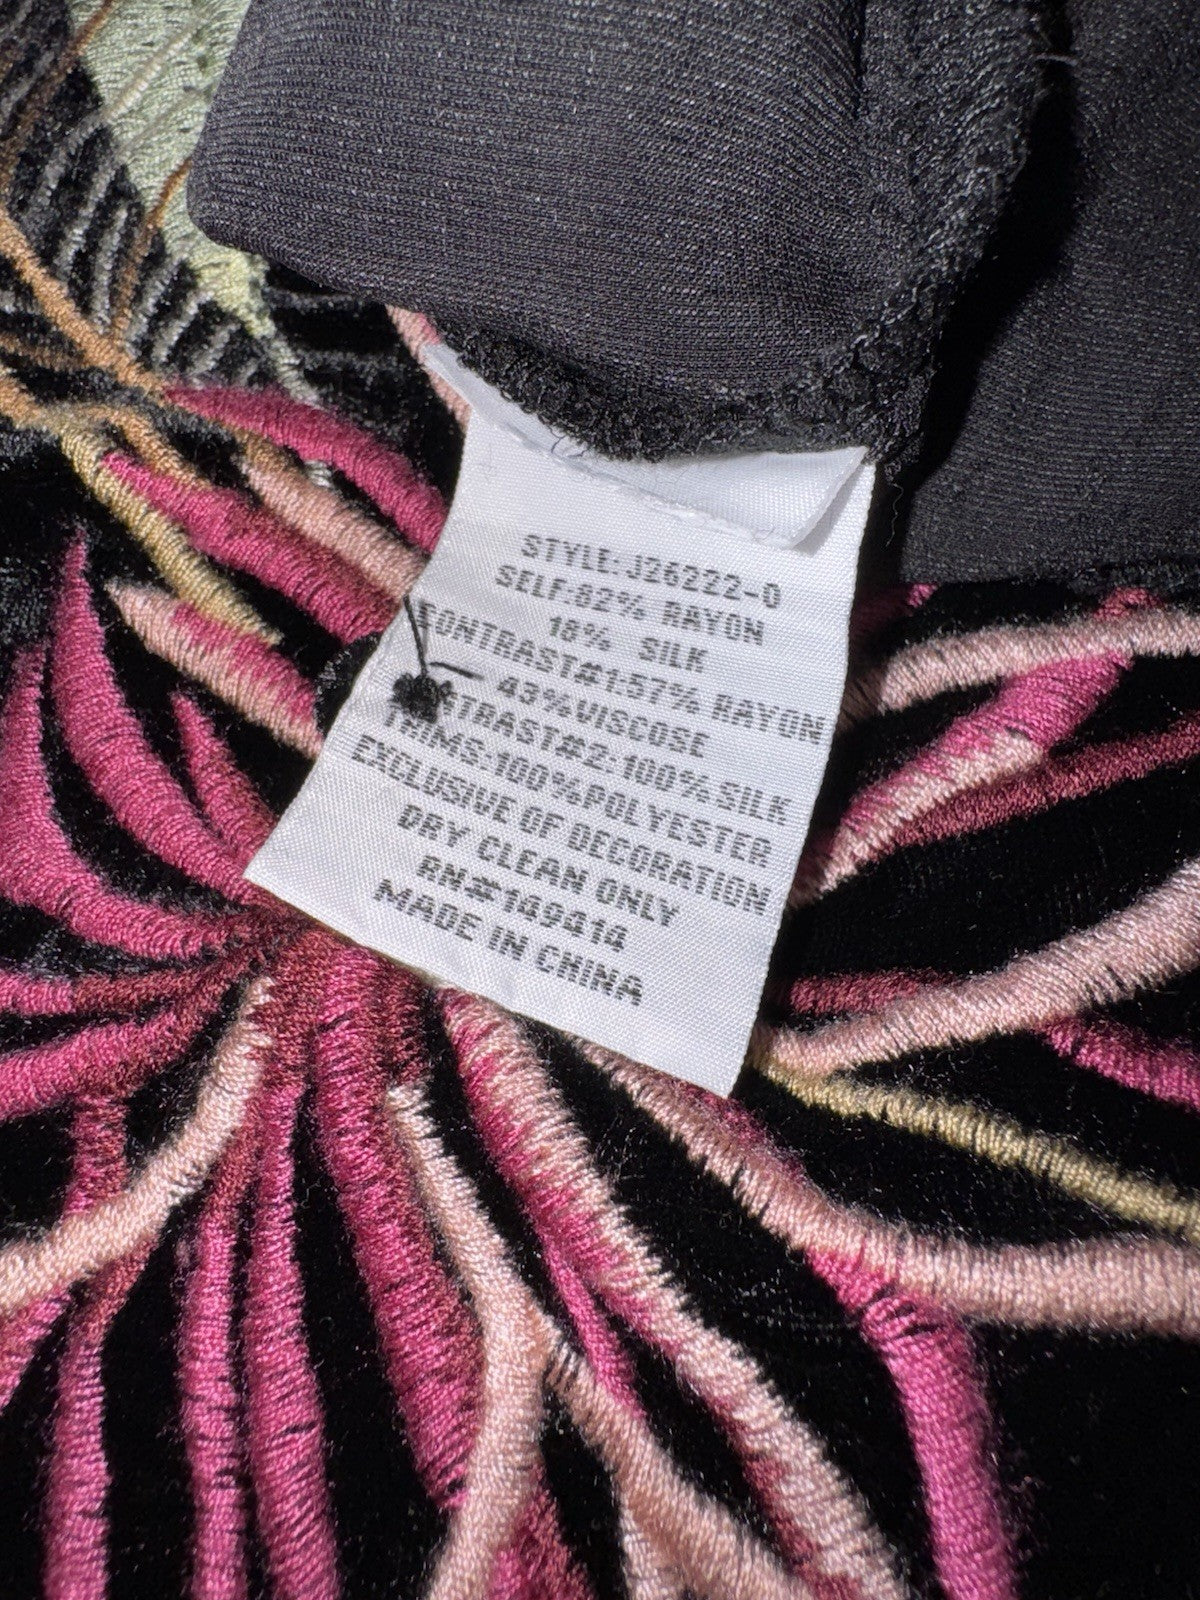 STYLE:J26222-0
SELF:82% RAYON
18% SILK
CONTRAST#1:57% RAYON
43%VISCOSE
TRAST#2:100%SILK
TRIMS:100%POLYESTER
EXCLUSIVE OF DECORATION
DRY CLEAN ONLY
RN#149414
MADE IN CHINA